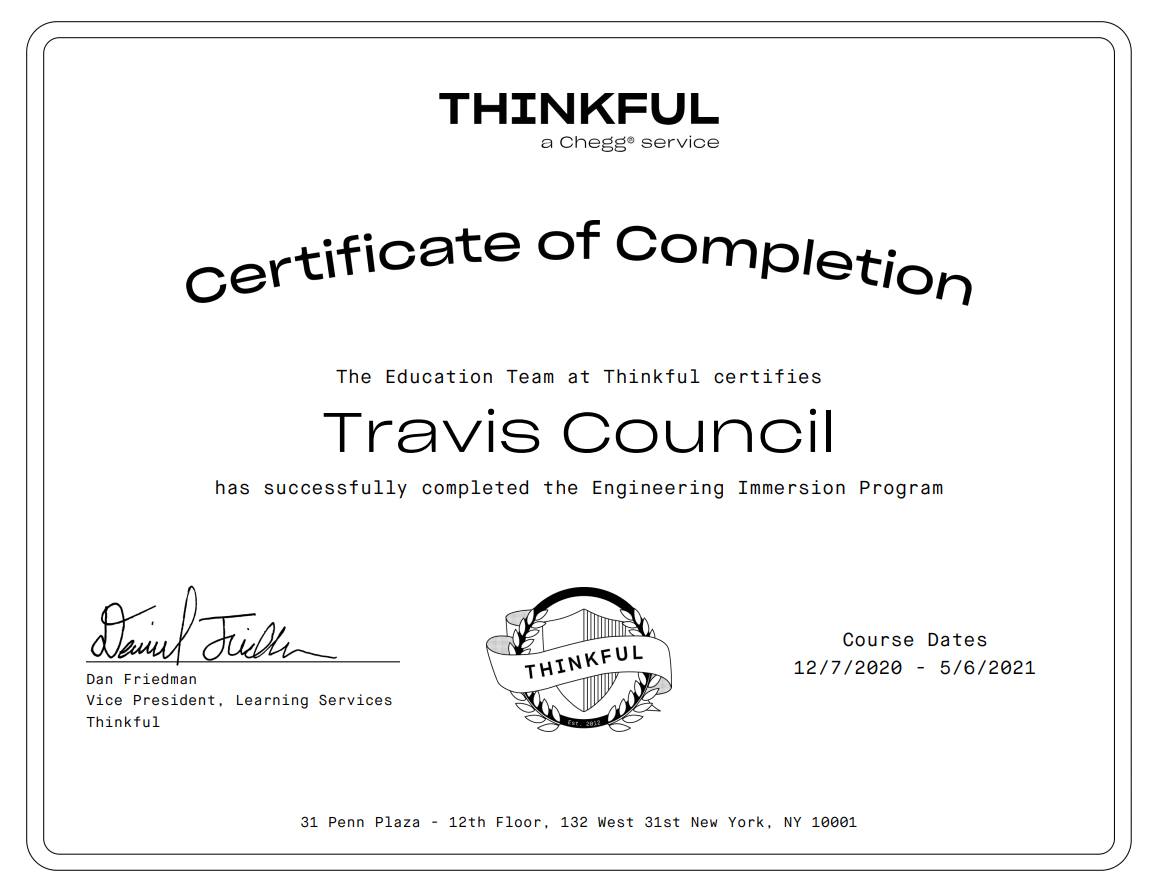 THINKFUL
a Chegg® service
Certificate of Completion
The Education Team at Thinkful certifies
Travis Council
has successfully completed the Engineering Immersion Program
Daniel Friedman
Dan Friedman
Vice President, Learning Services
Thinkful
THINKFUL
Est. 2012
Course Dates
12/7/2020 - 5/6/2021
31 Penn Plaza - 12th Floor, 132 West 31st New York, NY 10001